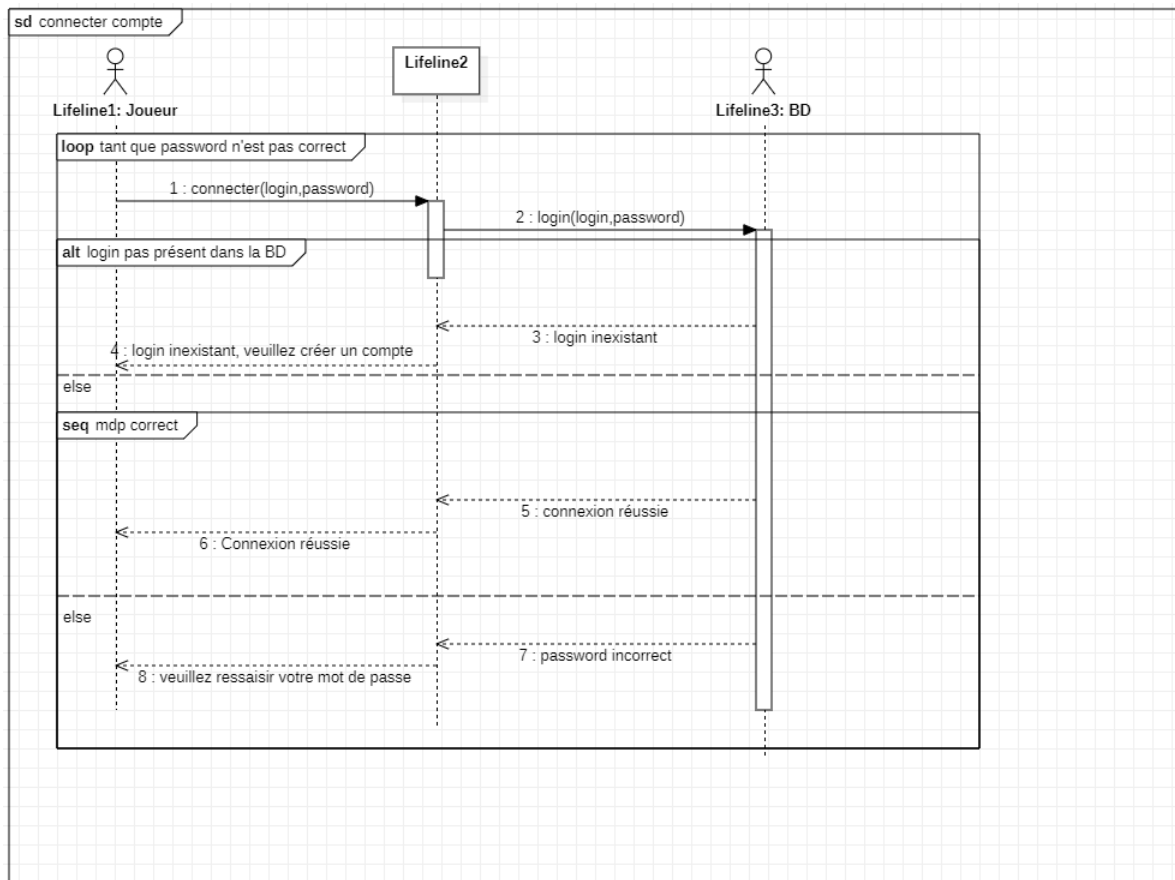 sd connecter compte
Lifeline1: Joueur
Lifeline2
Lifeline3: BD
loop tant que password n'est pas correct
1 : connecter(login,password)
2 : login(login,password)
alt login pas présent dans la BD
3 : login inexistant
4 : login inexistant, veuillez créer un compte
else
seq mdp correct
5 : connexion réussie
6 : Connexion réussie
else
7 : password incorrect
8 : veuillez ressaisir votre mot de passe